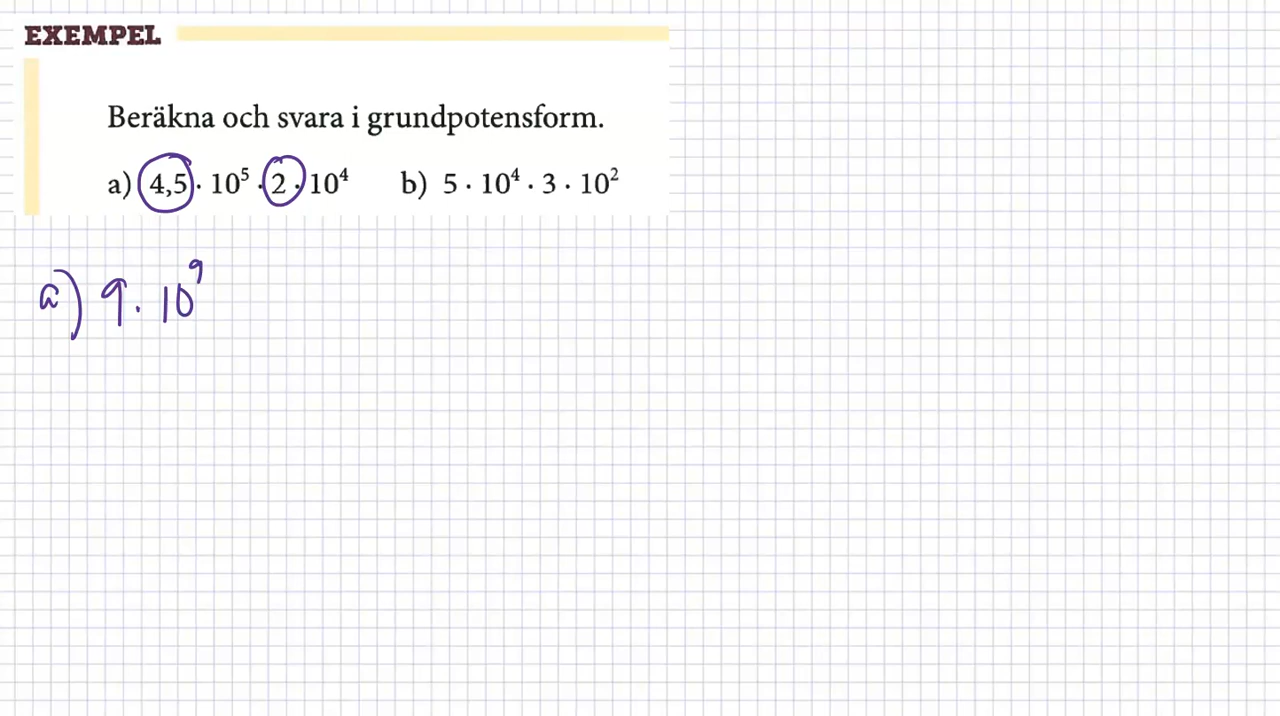 EXEMPEL
Beräkna och svara i grundpotensform.
a) 4,5 · 10⁵ · 2 · 10⁴ b) 5 · 10⁴ · 3 · 10²
a) 9 · 10⁹